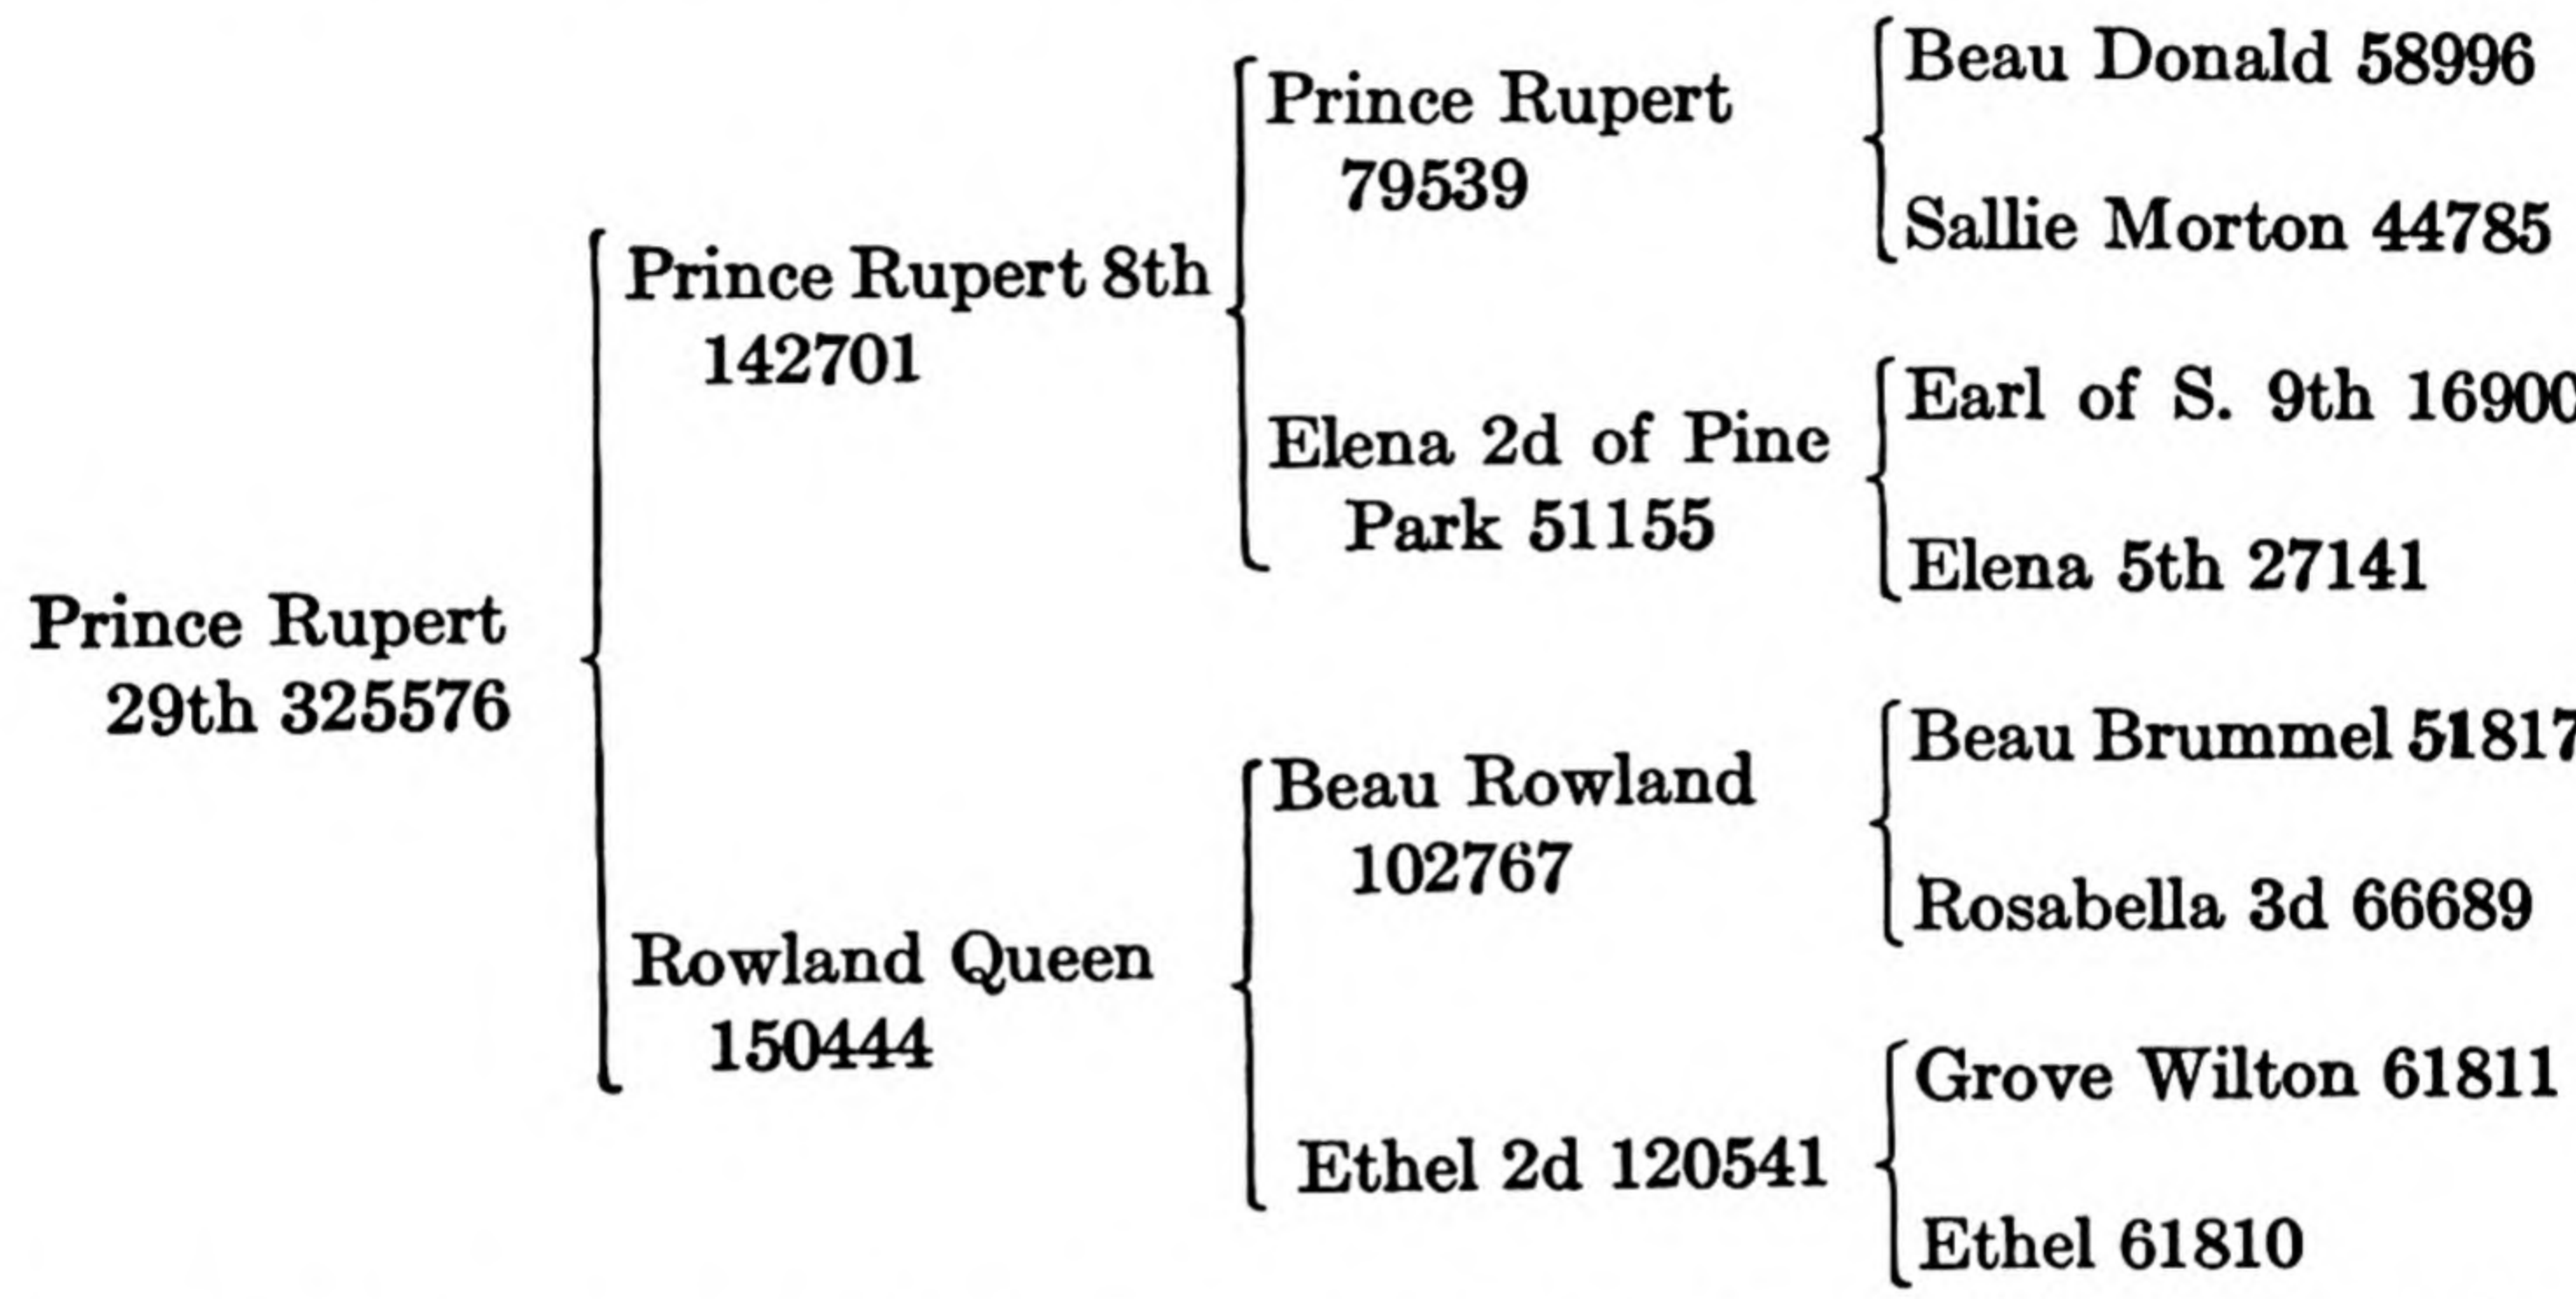 Beau Donald 58996
Prince Rupert
79539
Sallie Morton 44785
Prince Rupert 8th
142701
Earl of S. 9th 16900
Elena 2d of Pine
Park 51155
Elena 5th 27141
Prince Rupert
29th 325576
Beau Brummel 51817
Beau Rowland
102767
Rosabella 3d 66689
Rowland Queen
150444
Grove Wilton 61811
Ethel 2d 120541
Ethel 61810